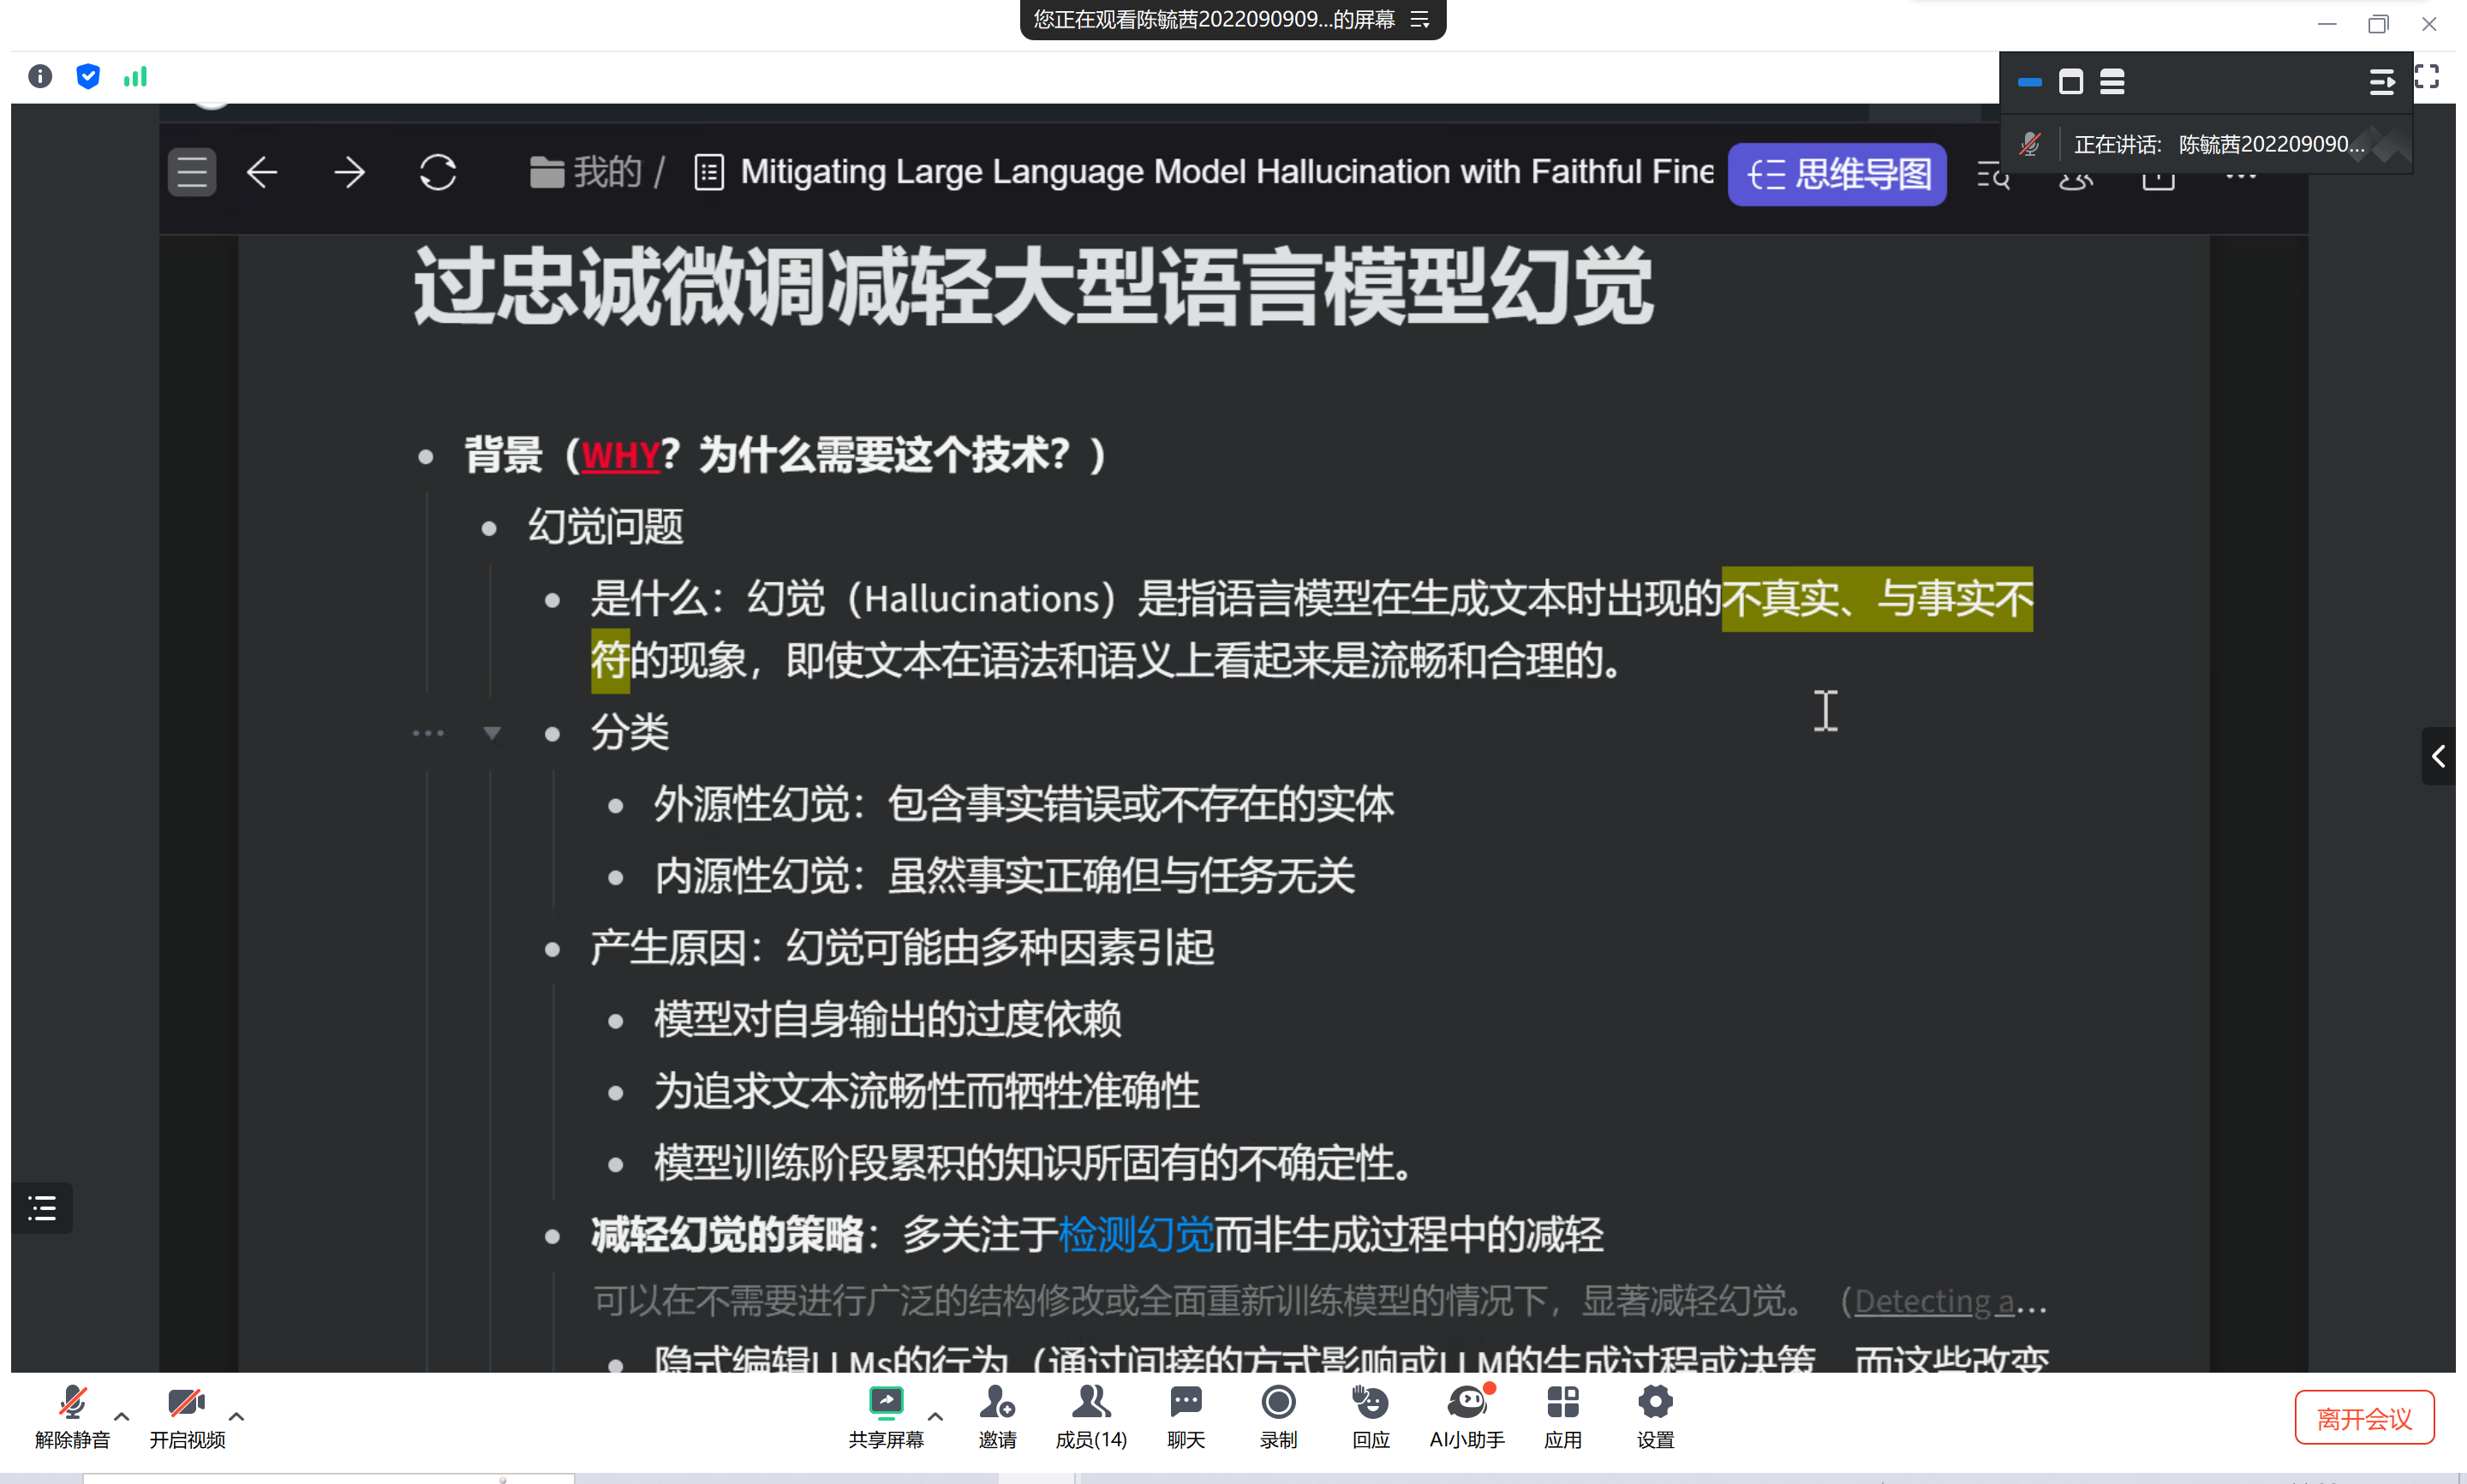 您正在观看陈毓茜2022090909...的屏幕
正在讲话: 陈毓茜202209090...
我的 / Mitigating Large Language Model Hallucination with Faithful Fine
思维导图
过忠诚微调减轻大型语言模型幻觉
背景（WHY？为什么需要这个技术？）
幻觉问题
是什么：幻觉（Hallucinations）是指语言模型在生成文本时出现的不真实、与事实不
符的现象，即使文本在语法和语义上看起来是流畅和合理的。
分类
外源性幻觉：包含事实错误或不存在的实体
内源性幻觉：虽然事实正确但与任务无关
产生原因：幻觉可能由多种因素引起
模型对自身输出的过度依赖
为追求文本流畅性而牺牲准确性
模型训练阶段累积的知识所固有的不确定性。
减轻幻觉的策略：多关注于检测幻觉而非生成过程中的减轻
可以在不需要进行广泛的结构修改或全面重新训练模型的情况下，显著减轻幻觉。（Detecting a...
隐式编辑LLMs的行为（通过间接的方式影响或LLM的生成过程或决策，而这些改变
解除静音
开启视频
共享屏幕
邀请
成员(14)
聊天
录制
回应
AI小助手
应用
设置
离开会议